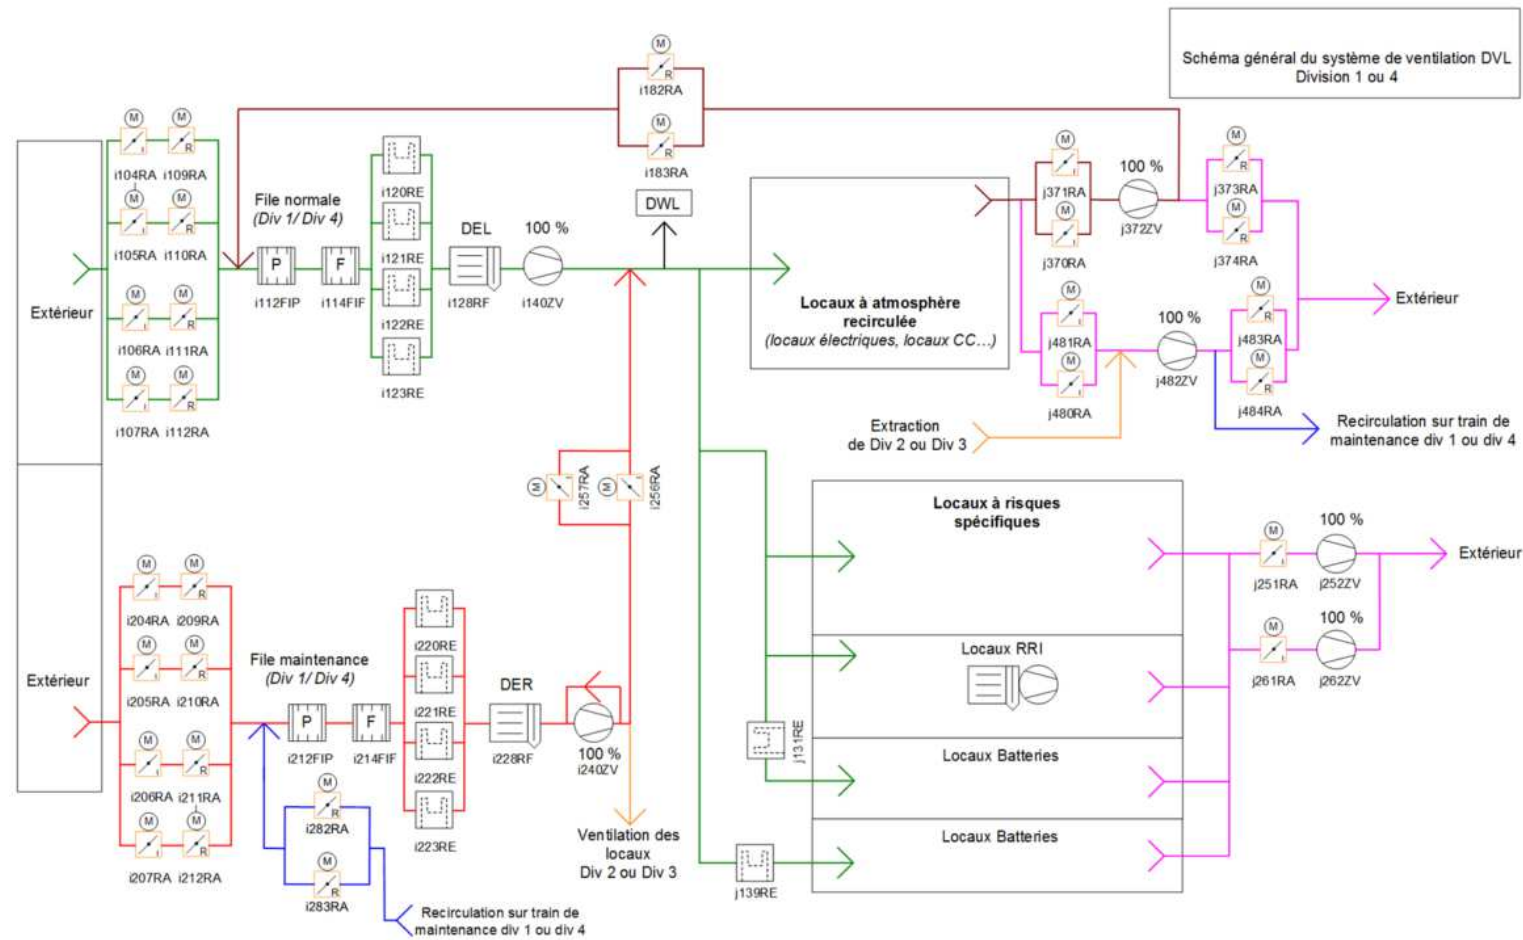 Schéma général du système de ventilation DVL
Division 1 ou 4
M
R
i182RA
M
R
i183RA
Extérieur
M
I
M
R
i104RA
i109RA
M
I
M
R
i105RA
i110RA
M
I
M
R
i106RA
i111RA
M
I
M
R
i107RA
i112RA
File normale
(Div 1/ Div 4)
P
i112FIP
F
i114FIF
i120RE
i121RE
i122RE
i123RE
DEL
i128RF
100 %
i140ZV
DWL
Locaux à atmosphère
recirculée
(locaux électriques, locaux CC…)
M
I
j371RA
M
I
j370RA
100 %
j372ZV
M
R
j373RA
M
R
j374RA
Extérieur
M
I
j481RA
M
I
j480RA
100 %
j482ZV
M
R
j483RA
M
R
j484RA
Extraction
de Div 2 ou Div 3
Recirculation sur train de
maintenance div 1 ou div 4
M
I
i257RA
M
I
i256RA
Locaux à risques
spécifiques
Locaux RRI
Locaux Batteries
Locaux Batteries
j131RE
j139RE
M
I
j251RA
100 %
j252ZV
Extérieur
M
I
j261RA
100 %
j262ZV
Extérieur
M
I
M
R
i204RA
i209RA
M
I
M
R
i205RA
i210RA
M
I
M
R
i206RA
i211RA
M
I
M
R
i207RA
i212RA
File maintenance
(Div 1/ Div 4)
P
i212FIP
F
i214FIF
i220RE
i221RE
i222RE
i223RE
DER
i228RF
100 %
i240ZV
M
R
i282RA
M
R
i283RA
Ventilation des
locaux
Div 2 ou Div 3
Recirculation sur train de
maintenance div 1 ou div 4